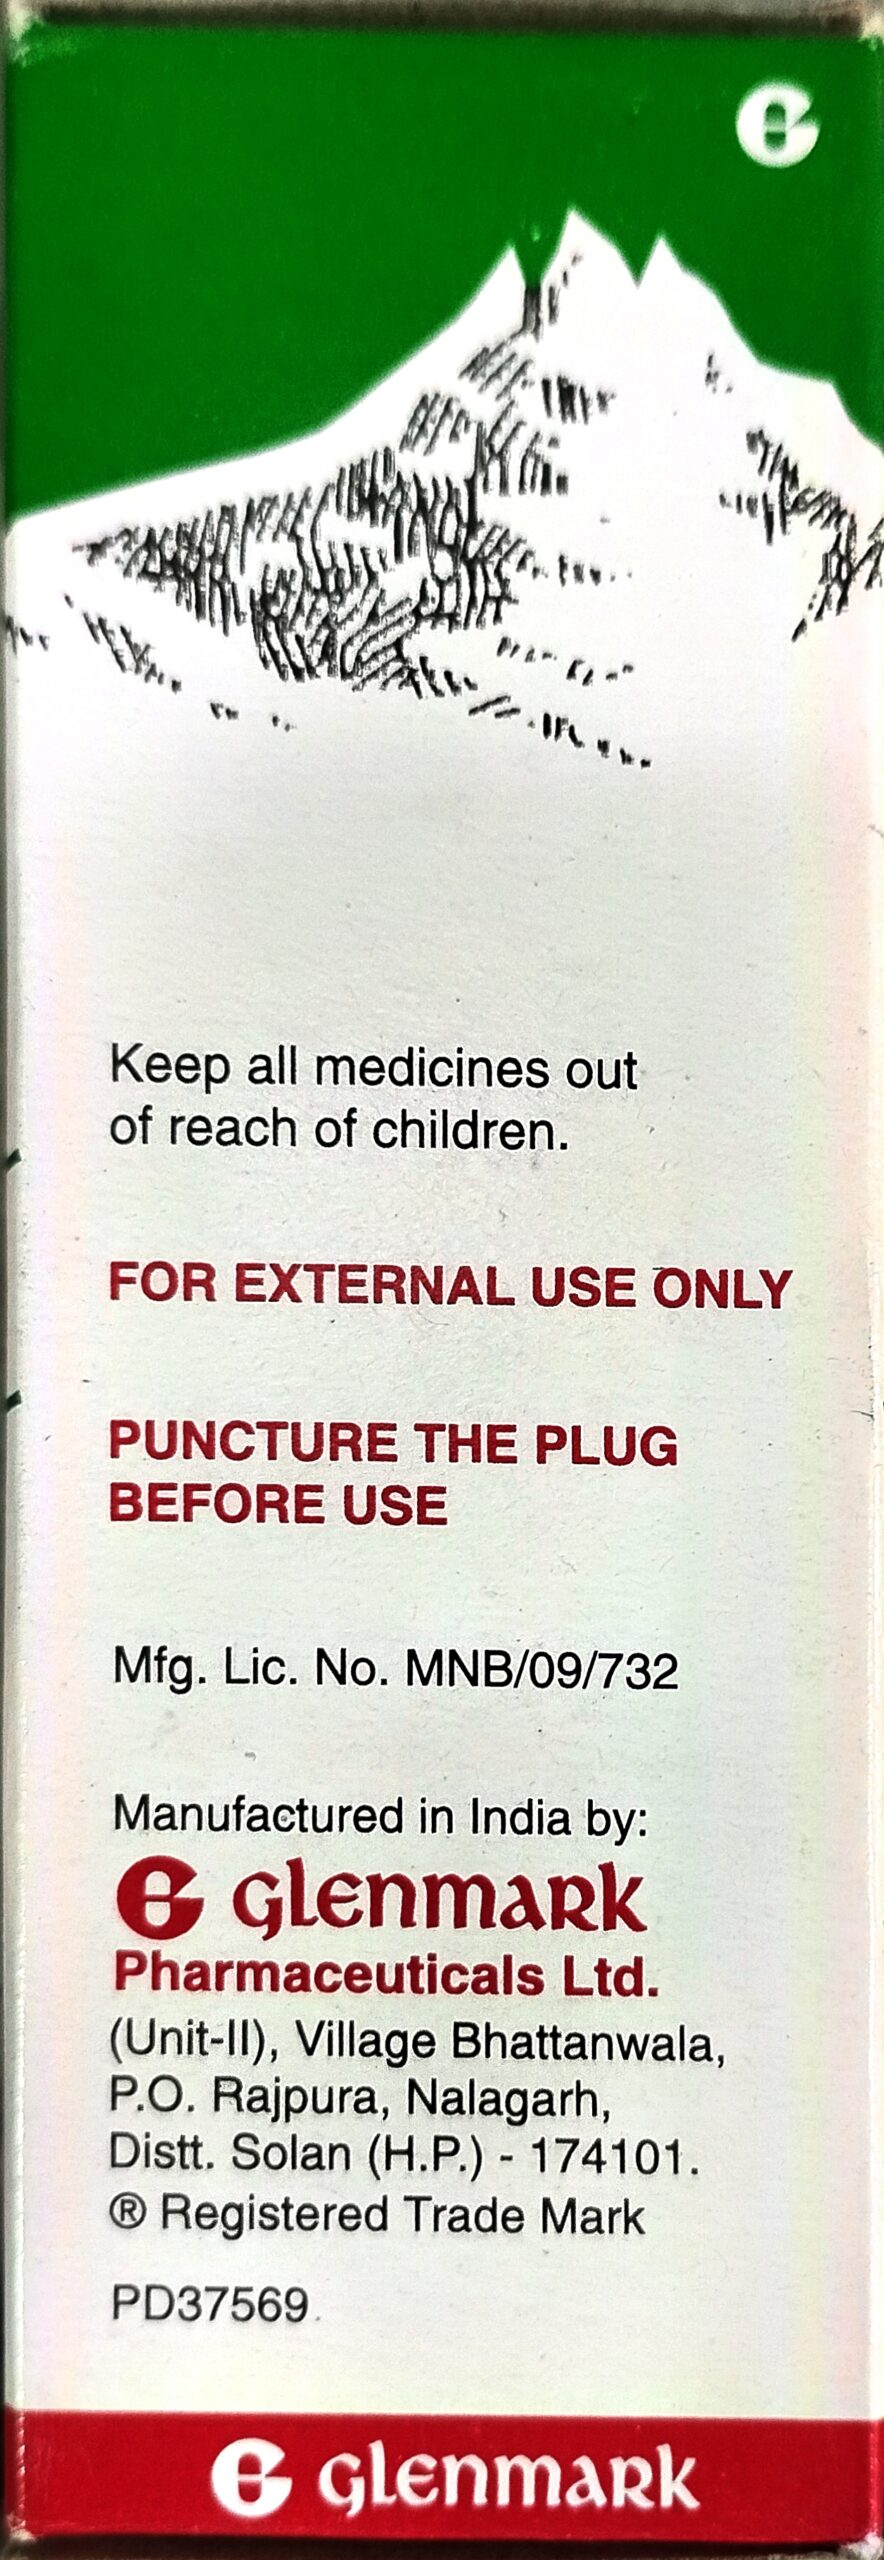 Keep all medicines out
of reach of children.
FOR EXTERNAL USE ONLY
PUNCTURE THE PLUG
BEFORE USE
Mfg. Lic. No. MNB/09/732
Manufactured in India by:
glenmark
Pharmaceuticals Ltd.
(Unit-II), Village Bhattanwala,
P.O. Rajpura, Nalagarh,
Distt. Solan (H.P.) - 174101.
® Registered Trade Mark
PD37569
glenmark